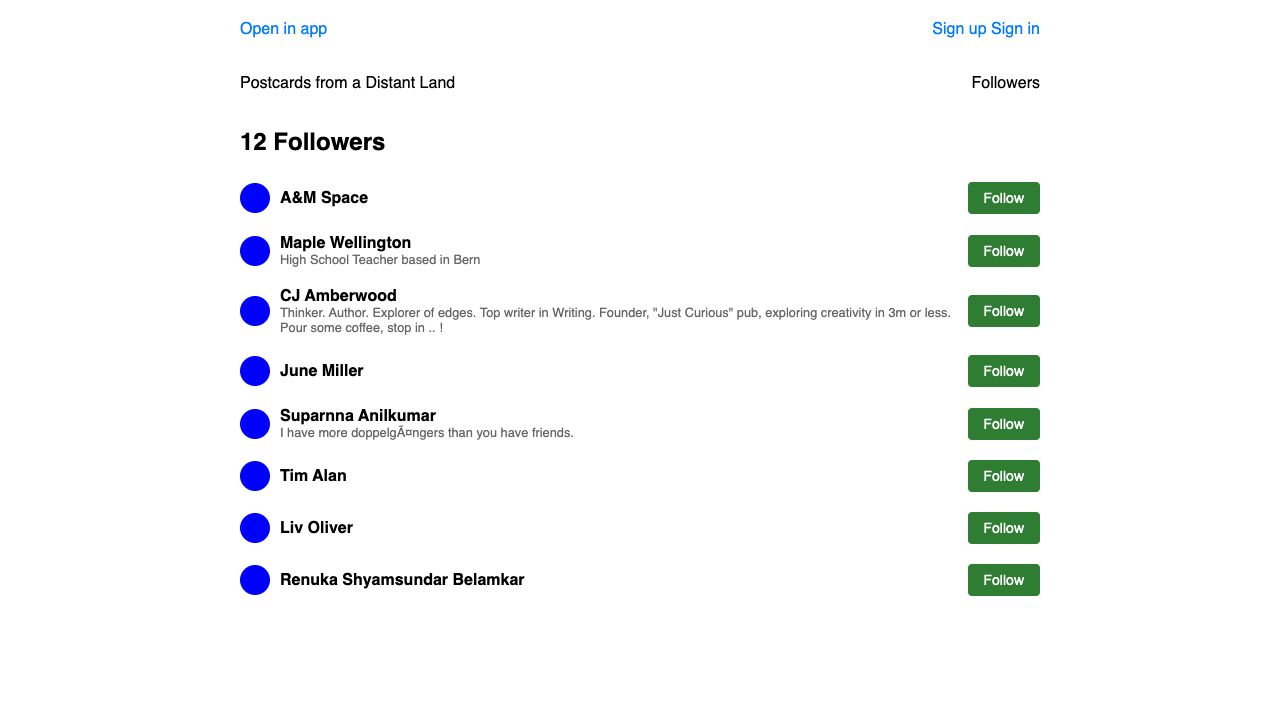 Open in app
Sign up Sign in
Postcards from a Distant Land
Followers
12 Followers
A&M Space
Follow
Maple Wellington
High School Teacher based in Bern
Follow
CJ Amberwood
Thinker. Author. Explorer of edges. Top writer in Writing. Founder, "Just Curious" pub, exploring creativity in 3m or less.
Pour some coffee, stop in .. !
Follow
June Miller
Follow
Suparnna Anilkumar
I have more doppelgÃ¤ngers than you have friends.
Follow
Tim Alan
Follow
Liv Oliver
Follow
Renuka Shyamsundar Belamkar
Follow